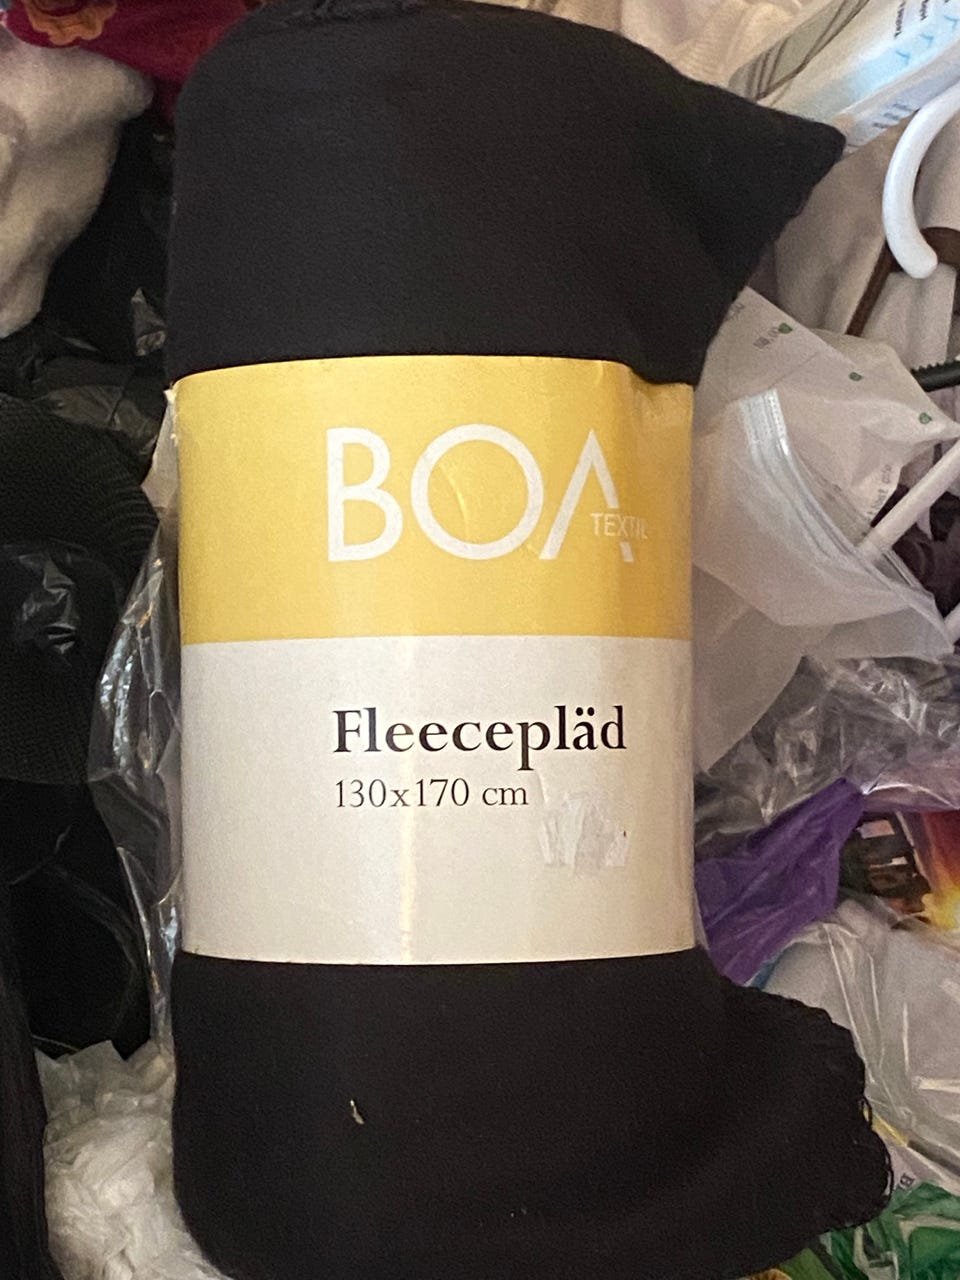 BOA
TEXTIL
Fleecepläd
130x170 cm